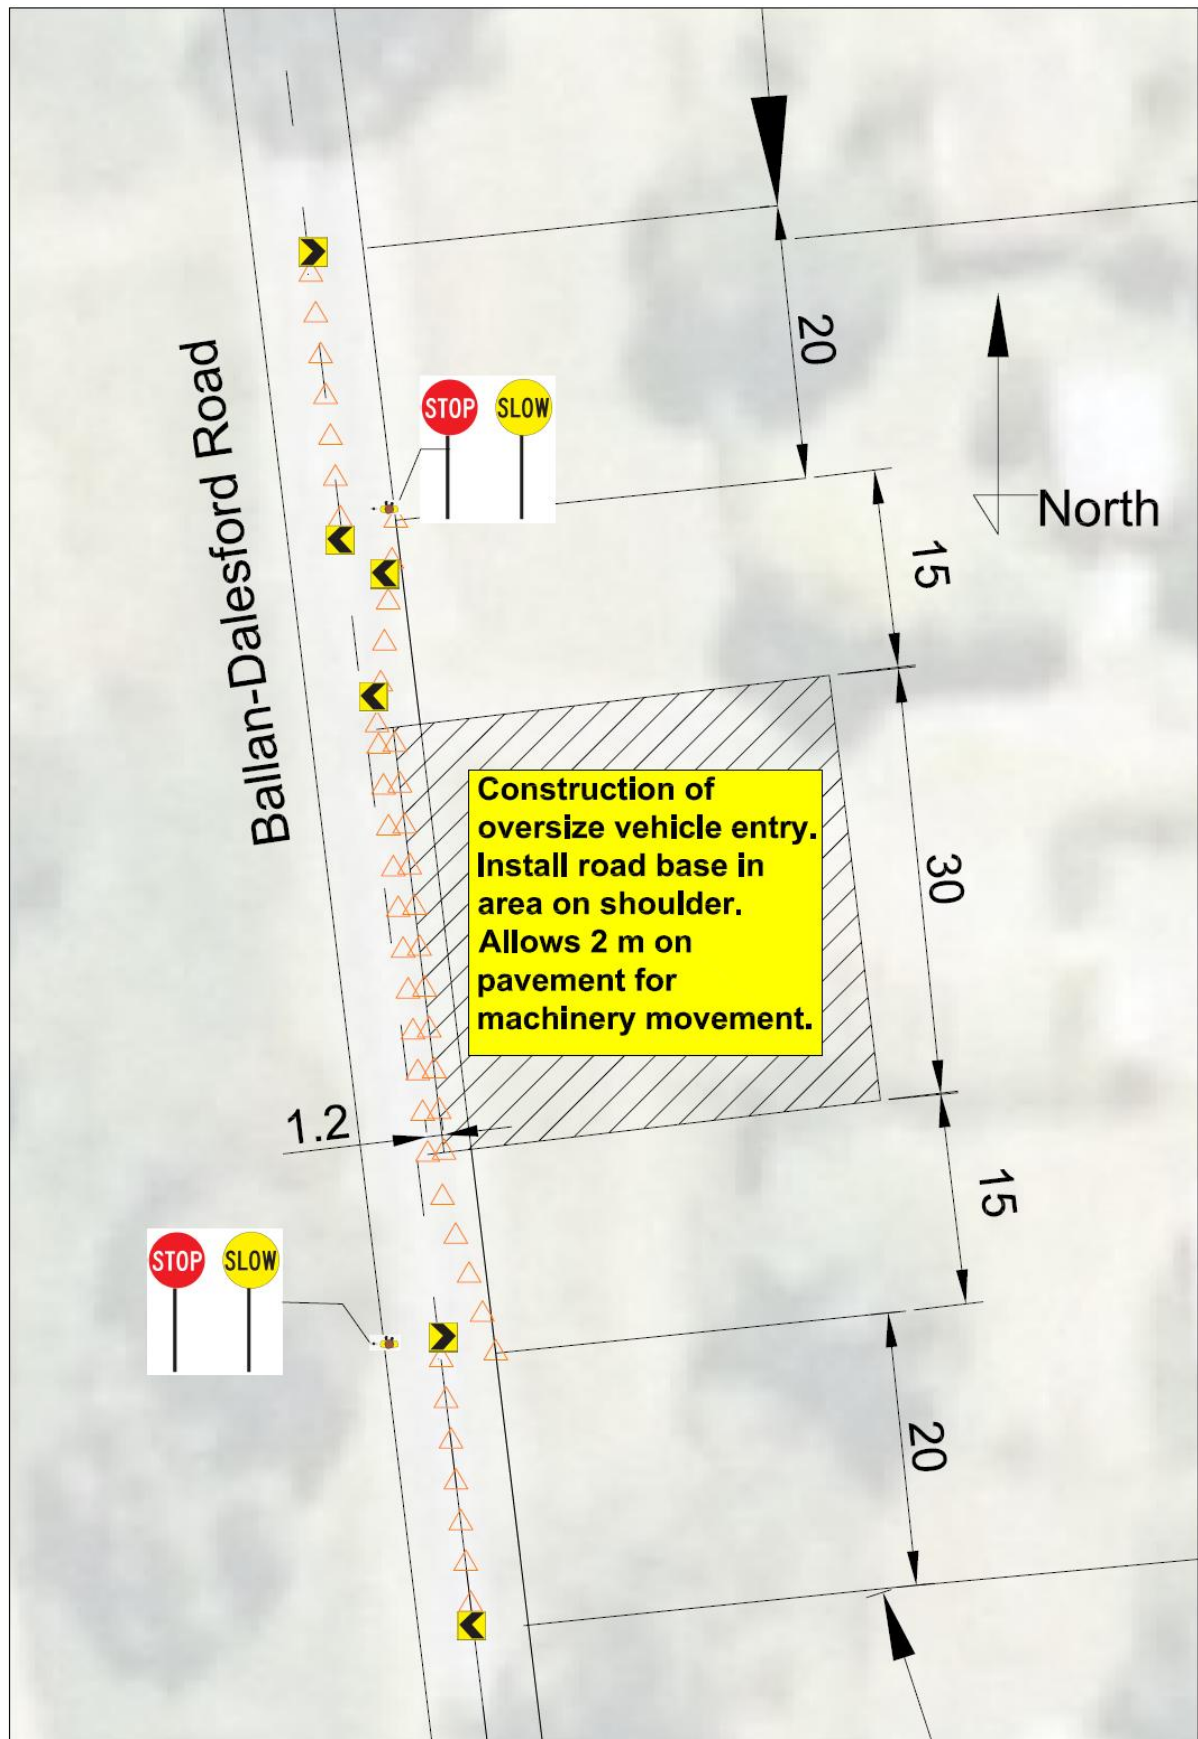 20
STOP
SLOW
North
15
Ballan-Dalesford Road
Construction of
oversize vehicle entry.
Install road base in
area on shoulder.
Allows 2 m on
pavement for
machinery movement.
30
1.2
15
STOP
SLOW
20